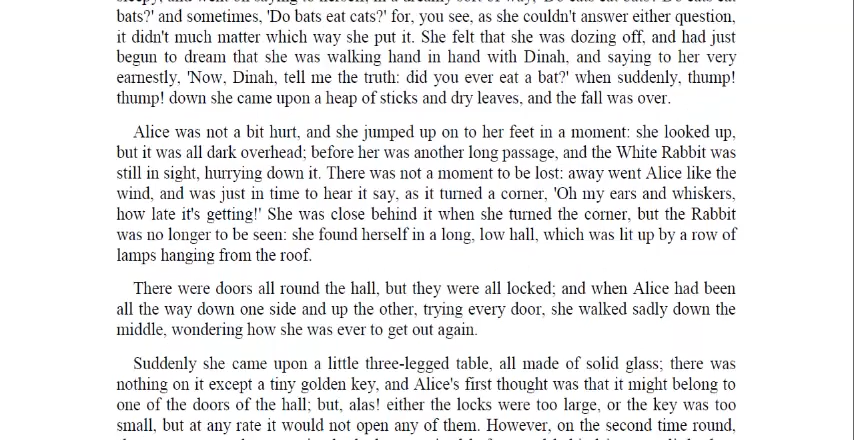 bats?' and sometimes, 'Do bats eat cats?' for, you see, as she couldn't answer either question,
it didn't much matter which way she put it. She felt that she was dozing off, and had just
begun to dream that she was walking hand in hand with Dinah, and saying to her very
earnestly, 'Now, Dinah, tell me the truth: did you ever eat a bat?' when suddenly, thump!
thump! down she came upon a heap of sticks and dry leaves, and the fall was over.
Alice was not a bit hurt, and she jumped up on to her feet in a moment: she looked up,
but it was all dark overhead; before her was another long passage, and the White Rabbit was
still in sight, hurrying down it. There was not a moment to be lost: away went Alice like the
wind, and was just in time to hear it say, as it turned a corner, 'Oh my ears and whiskers,
how late it's getting!' She was close behind it when she turned the corner, but the Rabbit
was no longer to be seen: she found herself in a long, low hall, which was lit up by a row of
lamps hanging from the roof.
There were doors all round the hall, but they were all locked; and when Alice had been
all the way down one side and up the other, trying every door, she walked sadly down the
middle, wondering how she was ever to get out again.
Suddenly she came upon a little three-legged table, all made of solid glass; there was
nothing on it except a tiny golden key, and Alice's first thought was that it might belong to
one of the doors of the hall; but, alas! either the locks were too large, or the key was too
small, but at any rate it would not open any of them. However, on the second time round,